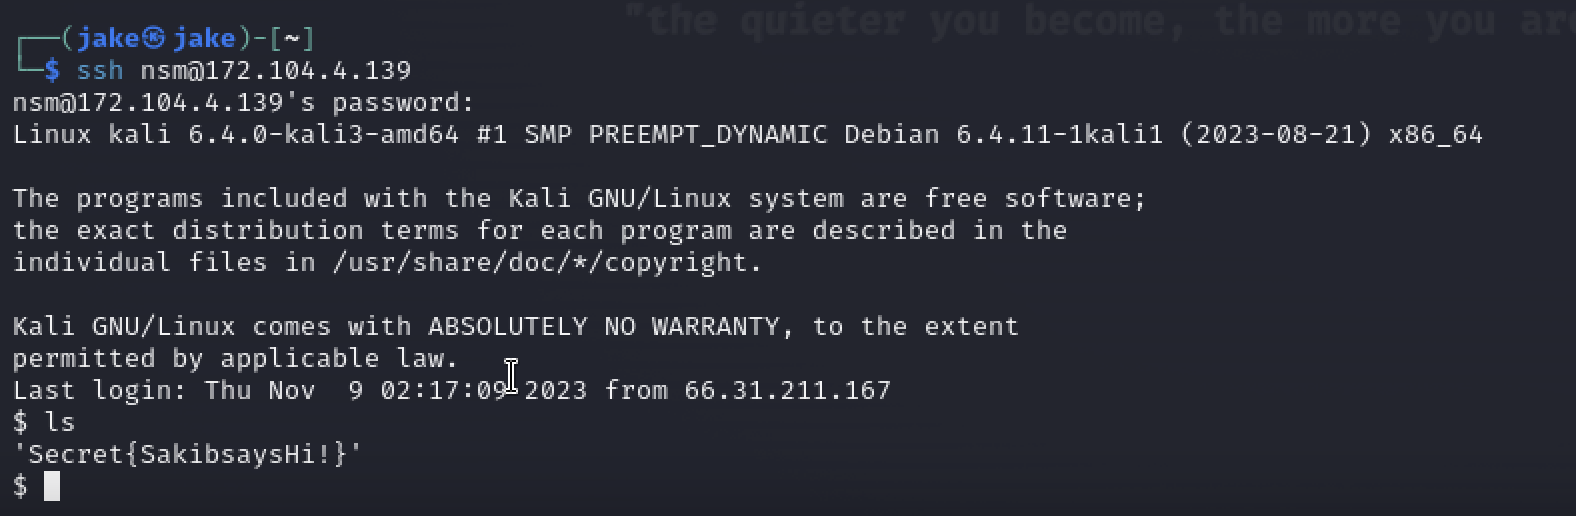 "the quieter you become, the more you are
┌──(jake㉿jake)-[~]
└─$ ssh nsm@172.104.4.139
nsm@172.104.4.139's password:
Linux kali 6.4.0-kali3-amd64 #1 SMP PREEMPT_DYNAMIC Debian 6.4.11-1kali1 (2023-08-21) x86_64
The programs included with the Kali GNU/Linux system are free software;
the exact distribution terms for each program are described in the
individual files in /usr/share/doc/*/copyright.
Kali GNU/Linux comes with ABSOLUTELY NO WARRANTY, to the extent
permitted by applicable law.
Last login: Thu Nov  9 02:17:09 2023 from 66.31.211.167
$ ls
'Secret{SakibsaysHi!}'
$